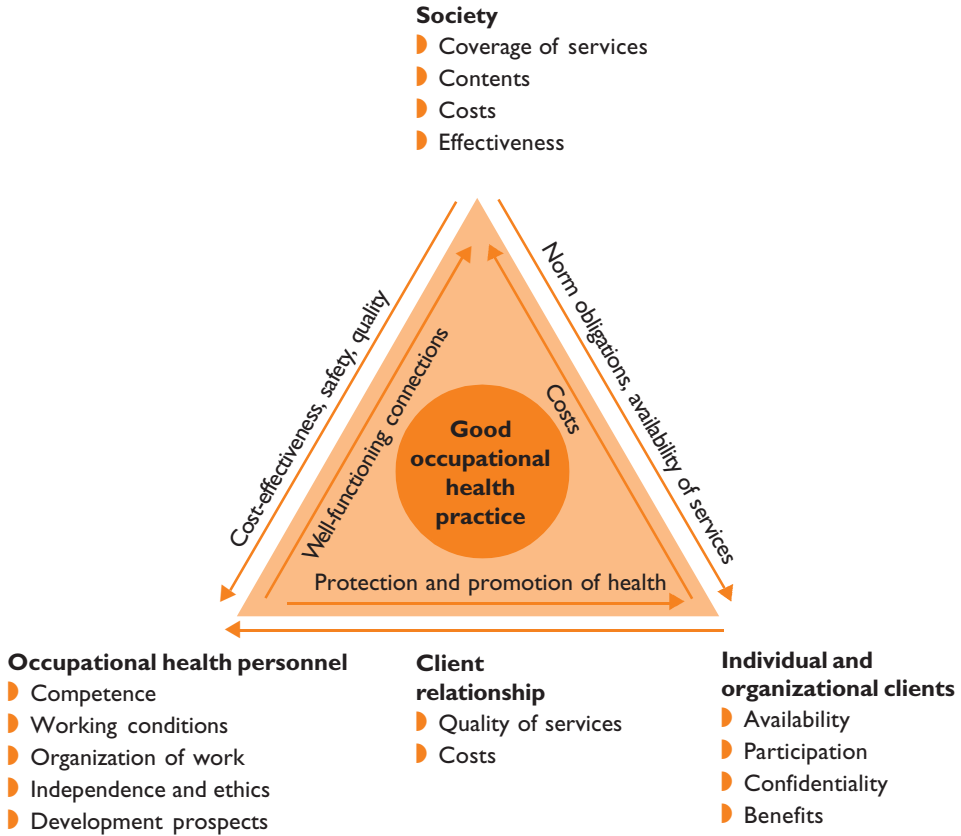 Society
Coverage of services
Contents
Costs
Effectiveness
Cost-effectiveness, safety, quality
Well-functioning connections
Costs
Norm obligations, availability of services
Good
occupational
health
practice
Protection and promotion of health
Occupational health personnel
Competence
Working conditions
Organization of work
Independence and ethics
Development prospects
Client
relationship
Quality of services
Costs
Individual and
organizational clients
Availability
Participation
Confidentiality
Benefits